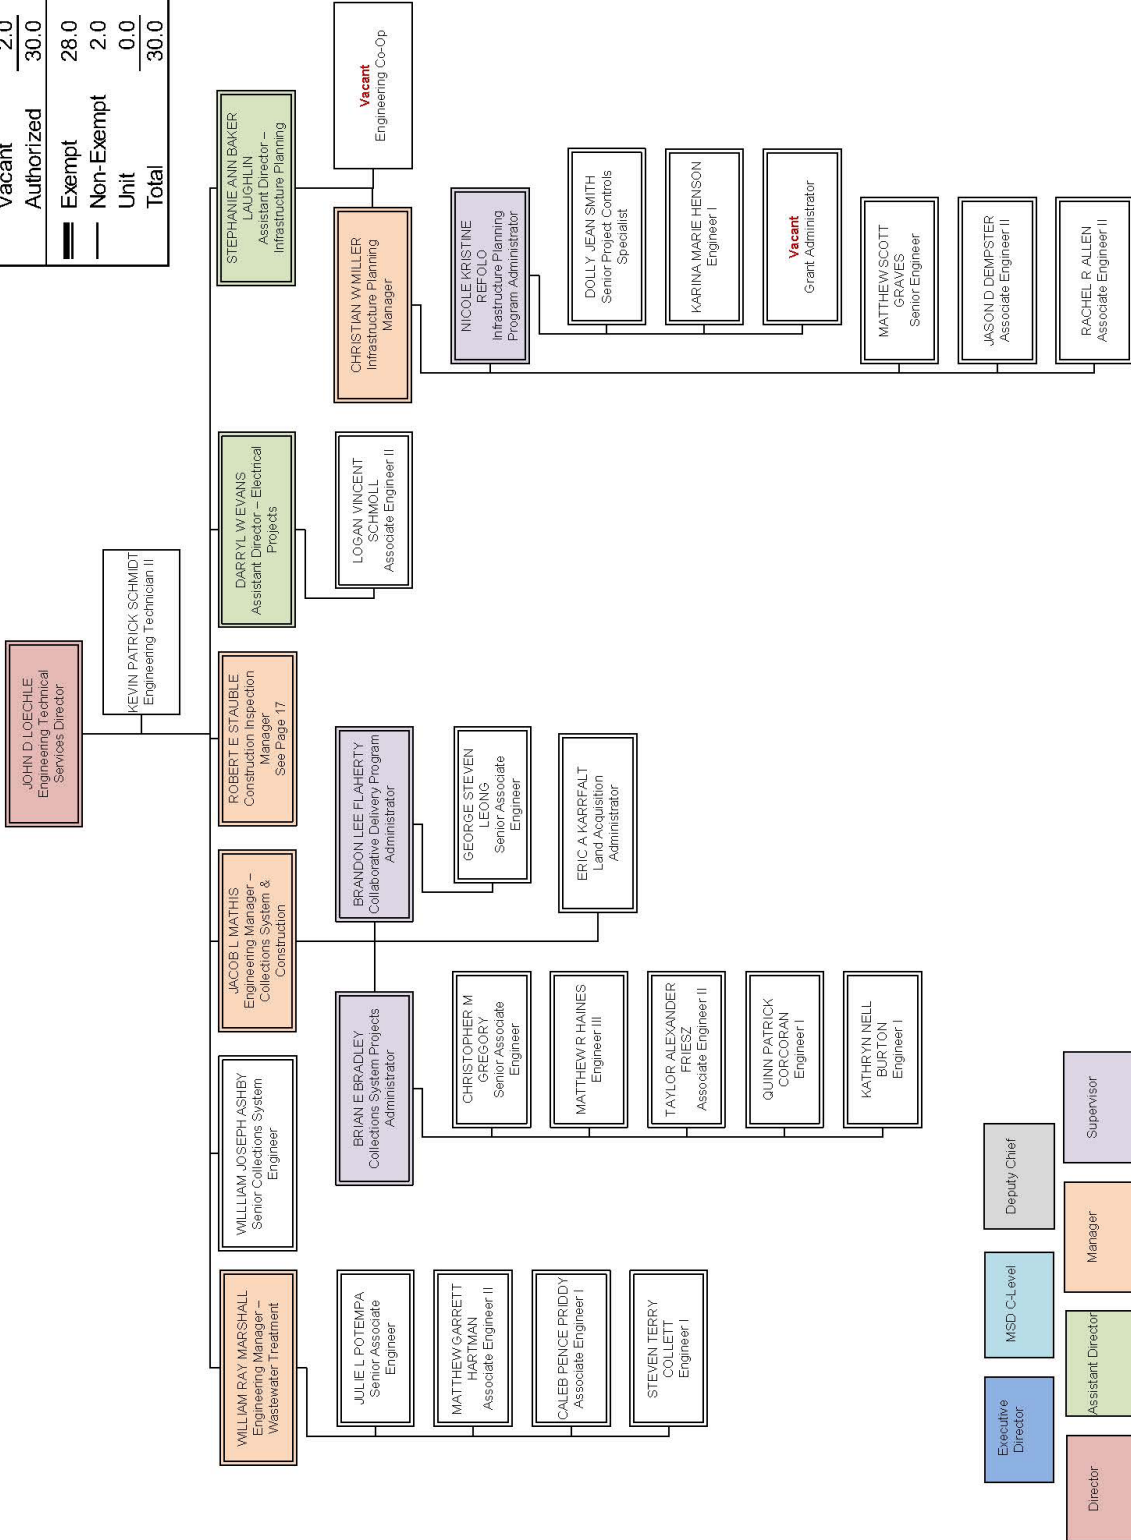 Vacant 2.0
Authorized 30.0
Exempt 28.0
Non-Exempt 2.0
Unit 0.0
Total 30.0
JOHN D LOECHLE
Engineering Technical
Services Director
KEVIN PATRICK SCHMIDT
Engineering Technician II
WILLIAM RAY MARSHALL
Engineering Manager –
Wastewater Treatment
WILLLIAM JOSEPH ASHBY
Senior Collections System
Engineer
JACOB L MATHIS
Engineering Manager –
Collections System &
Construction
ROBERT E STAUBLE
Construction Inspection
Manager
See Page 17
DARRYL W EVANS
Assistant Director – Electrical
Projects
STEPHANIE ANN BAKER
LAUGHLIN
Assistant Director –
Infrastructure Planning
JULIE L POTEMPA
Senior Associate
Engineer
MATTHEW GARRETT
HARTMAN
Associate Engineer II
CALEB PENCE PRIDDY
Associate Engineer I
STEVEN TERRY
COLLETT
Engineer I
BRIAN E BRADLEY
Collections System Projects
Administrator
CHRISTOPHER M
GREGORY
Senior Associate
Engineer
MATTHEW R HAINES
Engineer III
TAYLOR ALEXANDER
FRIESZ
Associate Engineer II
QUINN PATRICK
CORCORAN
Engineer I
KATHRYN NELL
BURTON
Engineer I
BRANDON LEE FLAHERTY
Collaborative Delivery Program
Administrator
GEORGE STEVEN
LEONG
Senior Associate
Engineer
ERIC A KARRFALT
Land Acquisition
Administrator
LOGAN VINCENT
SCHMOLL
Associate Engineer II
CHRISTIAN W MILLER
Infrastructure Planning
Manager
Vacant
Engineering Co-Op
NICOLE KRISTINE
REFOLO
Infrastructure Planning
Program Administrator
DOLLY JEAN SMITH
Senior Project Controls
Specialist
KARINA MARIE HENSON
Engineer I
Vacant
Grant Administrator
MATTHEW SCOTT
GRAVES
Senior Engineer
JASON D DEMPSTER
Associate Engineer II
RACHEL R ALLEN
Associate Engineer II
Executive
Director
MSD C-Level
Deputy Chief
Director
Assistant Director
Manager
Supervisor